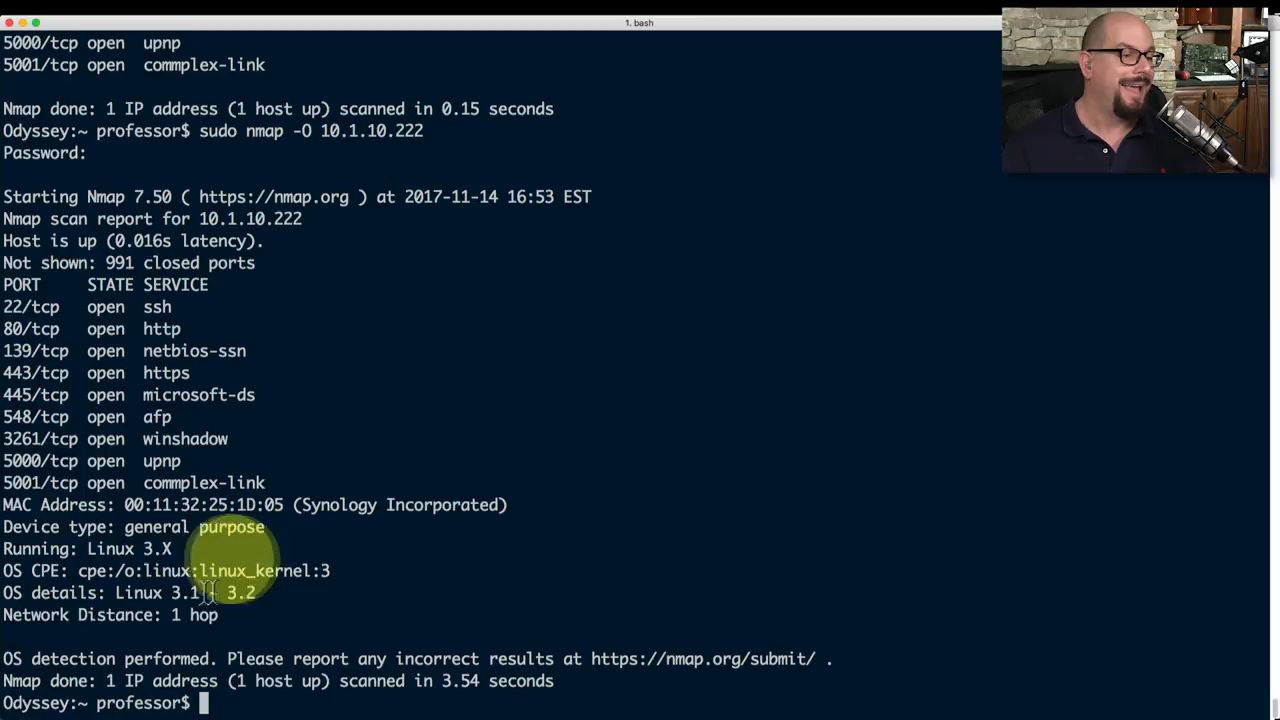 1. bash
5000/tcp open  upnp
5001/tcp open  commplex-link
Nmap done: 1 IP address (1 host up) scanned in 0.15 seconds
Odyssey:~ professor$ sudo nmap -O 10.1.10.222
Password:
Starting Nmap 7.50 ( https://nmap.org ) at 2017-11-14 16:53 EST
Nmap scan report for 10.1.10.222
Host is up (0.016s latency).
Not shown: 991 closed ports
PORT     STATE SERVICE
22/tcp   open  ssh
80/tcp   open  http
139/tcp  open  netbios-ssn
443/tcp  open  https
445/tcp  open  microsoft-ds
548/tcp  open  afp
3261/tcp open  winshadow
5000/tcp open  upnp
5001/tcp open  commplex-link
MAC Address: 00:11:32:25:1D:05 (Synology Incorporated)
Device type: general purpose
Running: Linux 3.X
OS CPE: cpe:/o:linux:linux_kernel:3
OS details: Linux 3.1 - 3.2
Network Distance: 1 hop
OS detection performed. Please report any incorrect results at https://nmap.org/submit/ .
Nmap done: 1 IP address (1 host up) scanned in 3.54 seconds
Odyssey:~ professor$